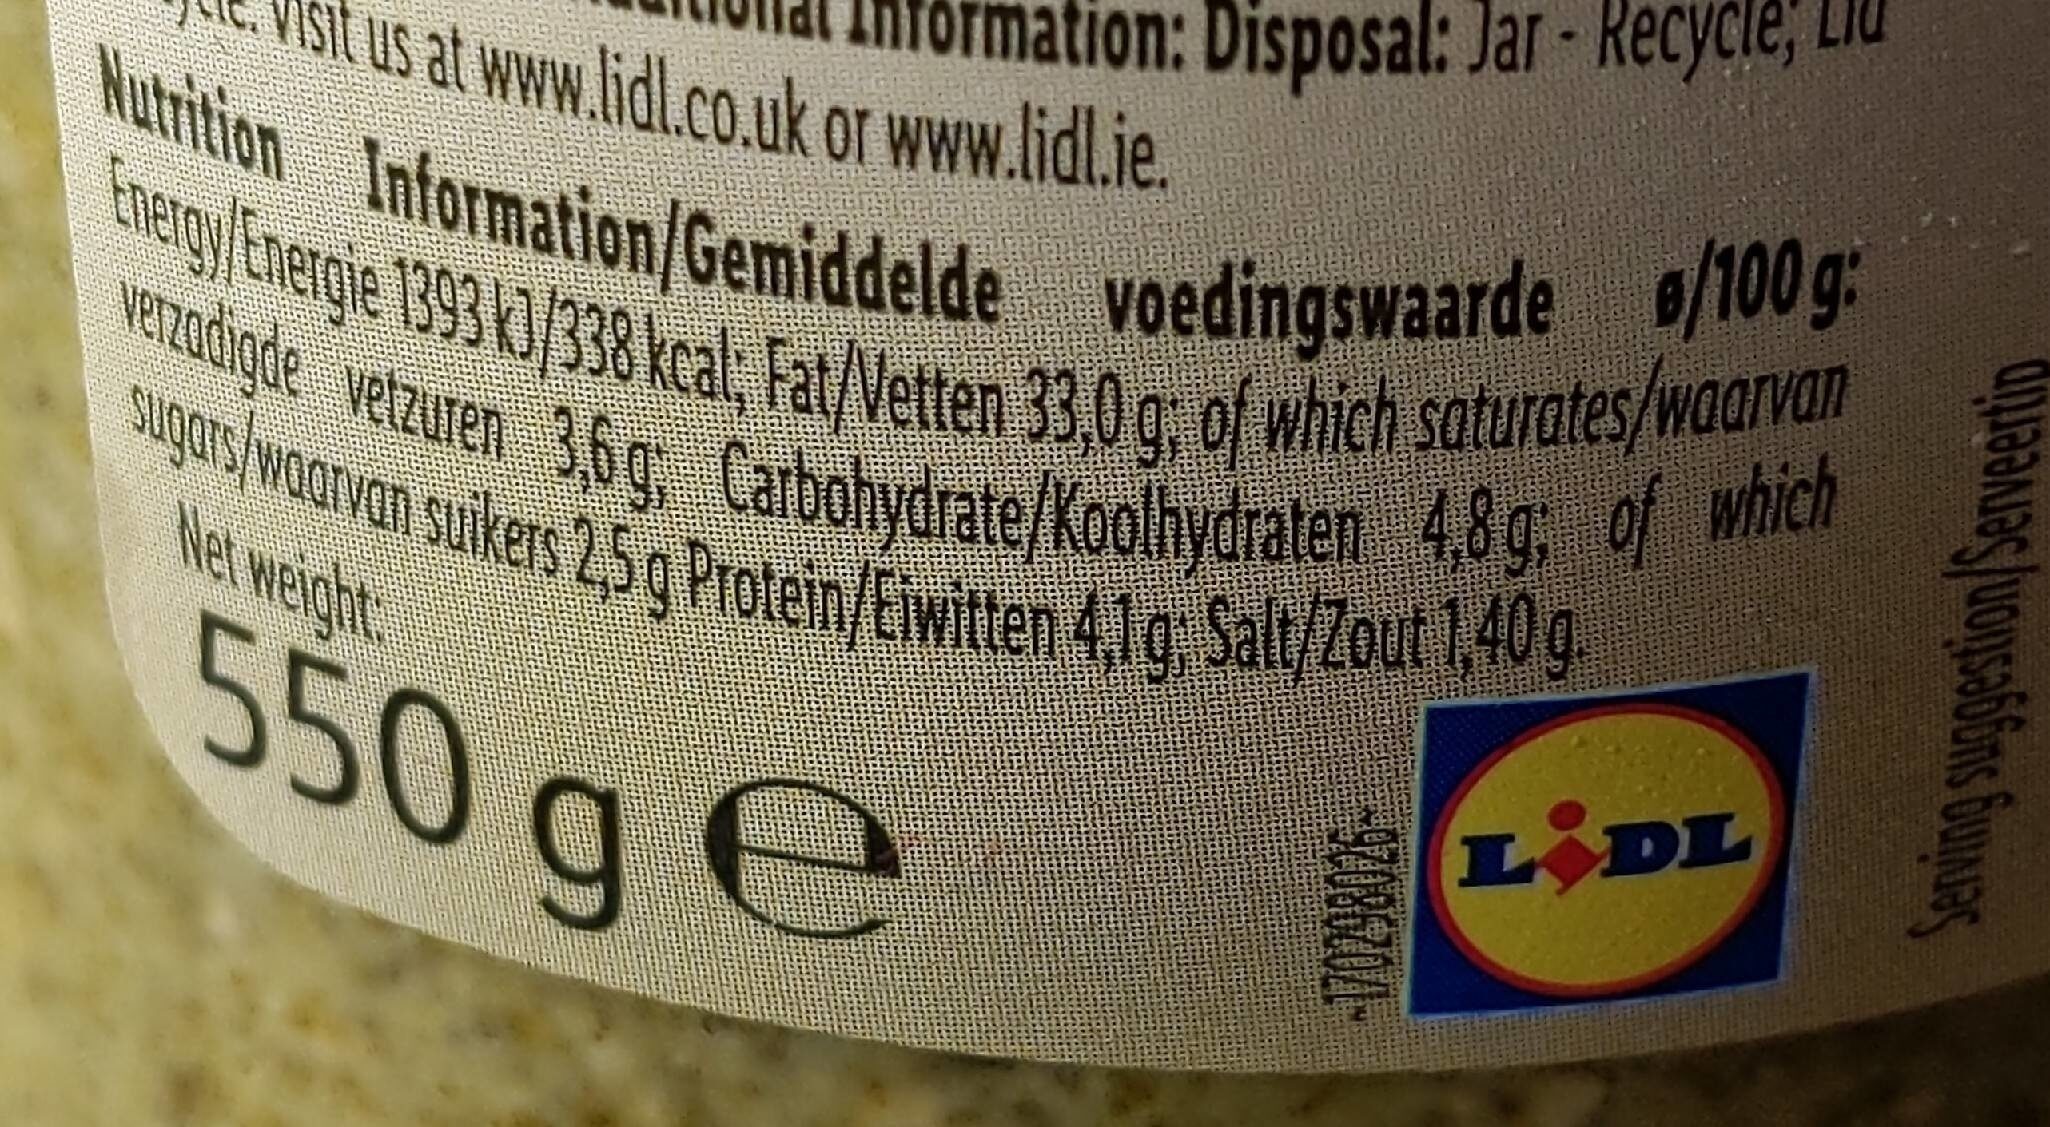 Information: Disposal: Jar - Recycle; Lid
visit us at www.lidl.co.uk or www.lidl.ie.
Nutrition Information/Gemiddelde voedingswaarde ø/100 g:
Energy/Energie 1393 kJ/338 kcal; Fat/Vetten 33,0 g; of which saturates/waarvan
verzadigde vetzuren 3,6 g; Carbohydrate/Koolhydraten 4,8 g; of which
sugars/waarvan suikers 2,5 g Protein/Eiwitten 4,1 g; Salt/Zout 1,40 g.
Net weight:
550 g e
~170298026~
LIDL
Serving suggestion/Serveertip